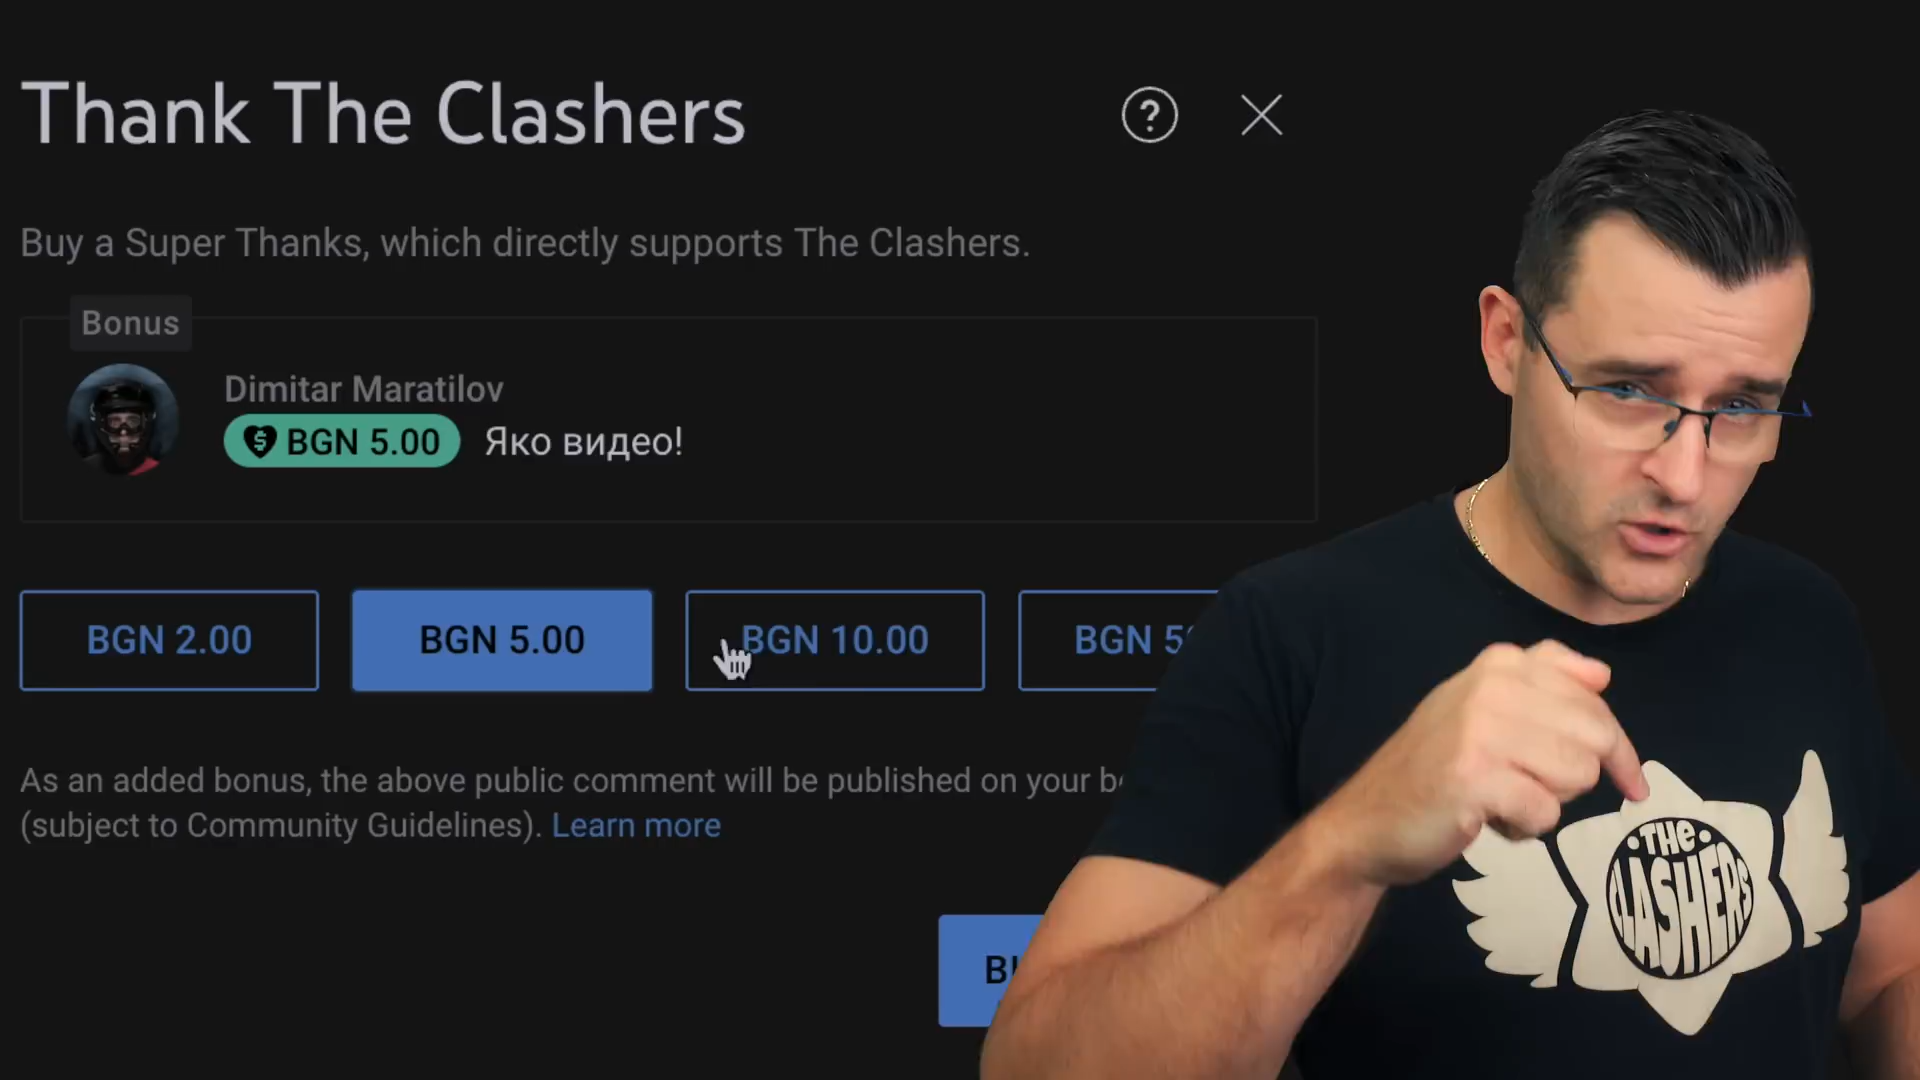 Thank The Clashers
?
Buy a Super Thanks, which directly supports The Clashers.
Bonus
Dimitar Maratilov
BGN 5.00 Яко видео!
BGN 2.00
BGN 5.00
BGN 10.00
BGN 5
As an added bonus, the above public comment will be published on your
(subject to Community Guidelines). Learn more
THE
CLASHERS